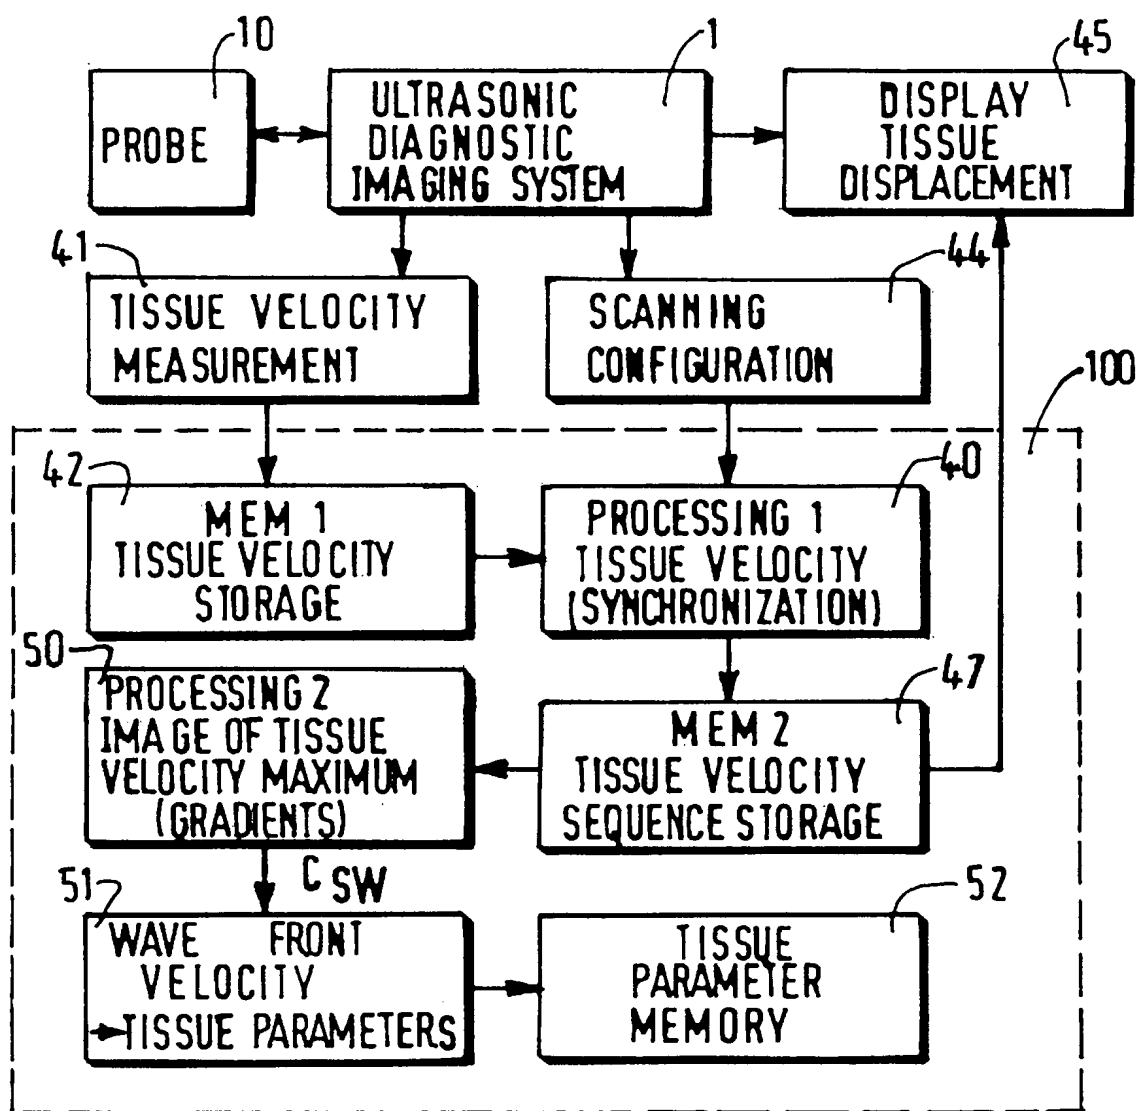 10
1
45
PROBE
ULTRASONIC
DIAGNOSTIC
IMAGING SYSTEM
DISPLAY
TISSUE
DISPLACEMENT
41
44
TISSUE VELOCITY
MEASUREMENT
SCANNING
CONFIGURATION
100
42
40
MEM 1
TISSUE VELOCITY
STORAGE
PROCESSING 1
TISSUE VELOCITY
(SYNCHRONIZATION)
50
47
PROCESSING 2
IMAGE OF TISSUE
VELOCITY MAXIMUM
(GRADIENTS)
MEM 2
TISSUE VELOCITY
SEQUENCE STORAGE
C SW
51
52
WAVE FRONT
VELOCITY
→TISSUE PARAMETERS
TISSUE
PARAMETER
MEMORY